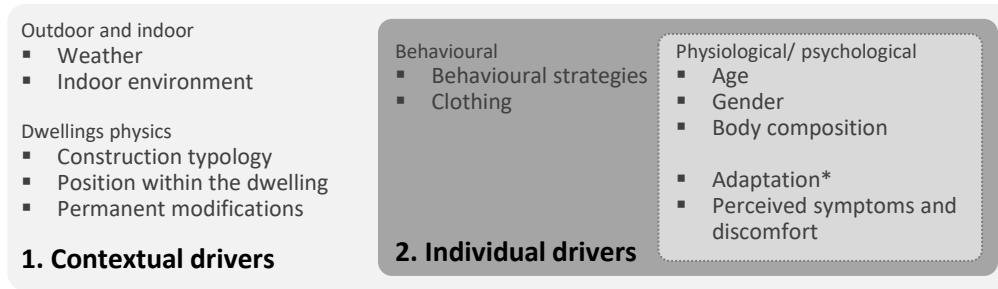 Outdoor and indoor
▪ Weather
▪ Indoor environment
Dwellings physics
▪ Construction typology
▪ Position within the dwelling
▪ Permanent modifications
1. Contextual drivers
Behavioural
▪ Behavioural strategies
▪ Clothing
2. Individual drivers
Physiological/ psychological
▪ Age
▪ Gender
▪ Body composition
▪ Adaptation*
▪ Perceived symptoms and
discomfort